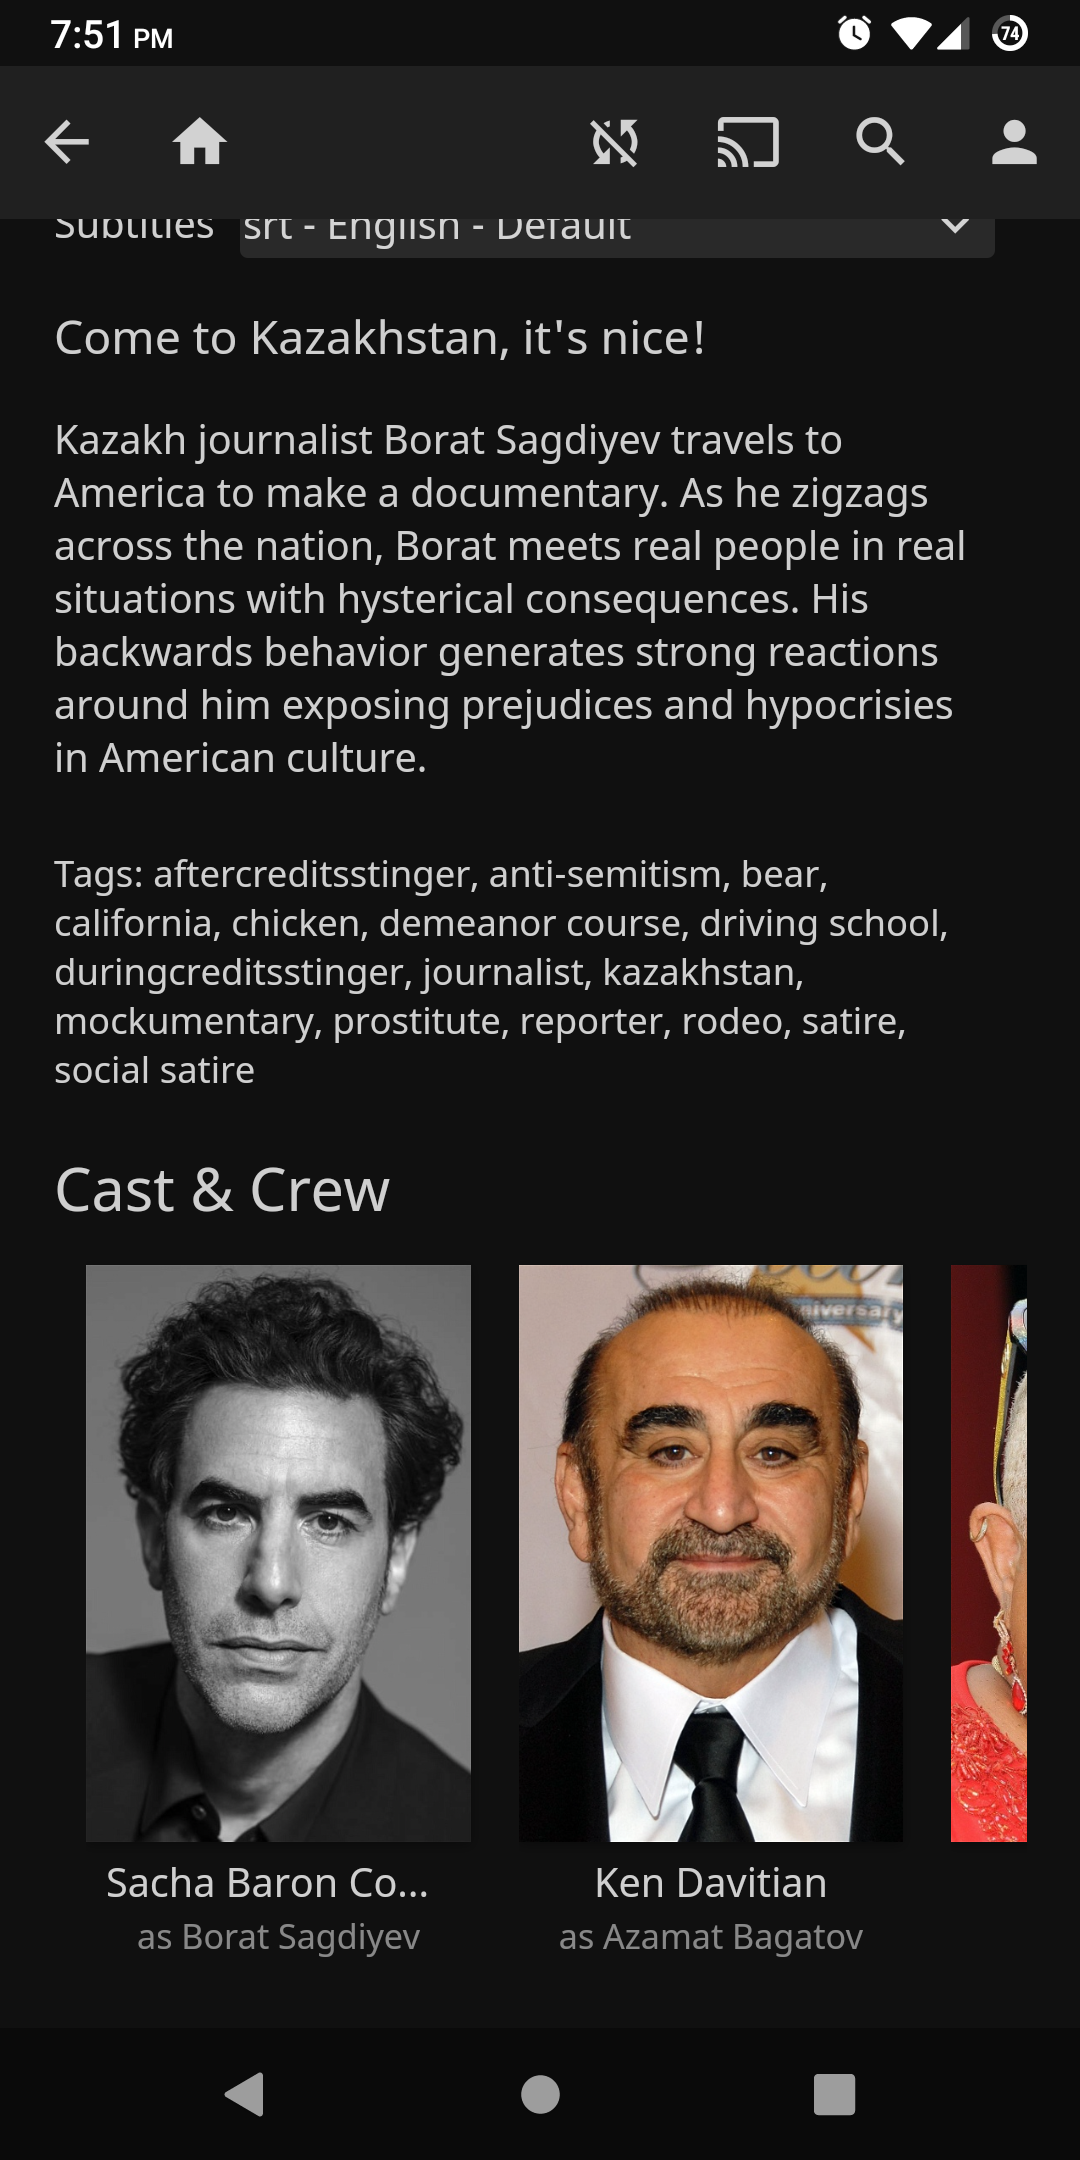 7:51 PM
74
Subtitles srt - English - Default
Come to Kazakhstan, it's nice!
Kazakh journalist Borat Sagdiyev travels to
America to make a documentary. As he zigzags
across the nation, Borat meets real people in real
situations with hysterical consequences. His
backwards behavior generates strong reactions
around him exposing prejudices and hypocrisies
in American culture.
Tags: aftercreditsstinger, anti-semitism, bear,
california, chicken, demeanor course, driving school,
duringcreditsstinger, journalist, kazakhstan,
mockumentary, prostitute, reporter, rodeo, satire,
social satire
Cast & Crew
Sacha Baron Co...
as Borat Sagdiyev
Ken Davitian
as Azamat Bagatov